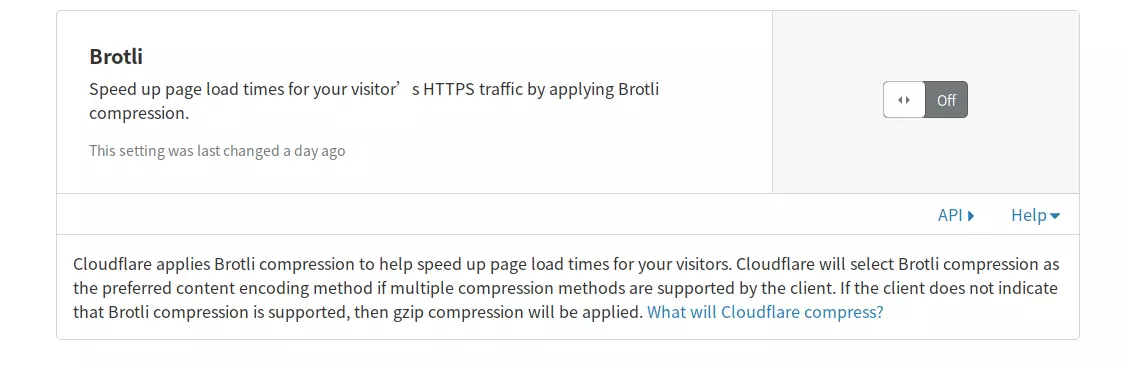 Brotli
Speed up page load times for your visitor’s HTTPS traffic by applying Brotli
compression.
Off
This setting was last changed a day ago
API
Help
Cloudflare applies Brotli compression to help speed up page load times for your visitors. Cloudflare will select Brotli compression as
the preferred content encoding method if multiple compression methods are supported by the client. If the client does not indicate
that Brotli compression is supported, then gzip compression will be applied. What will Cloudflare compress?